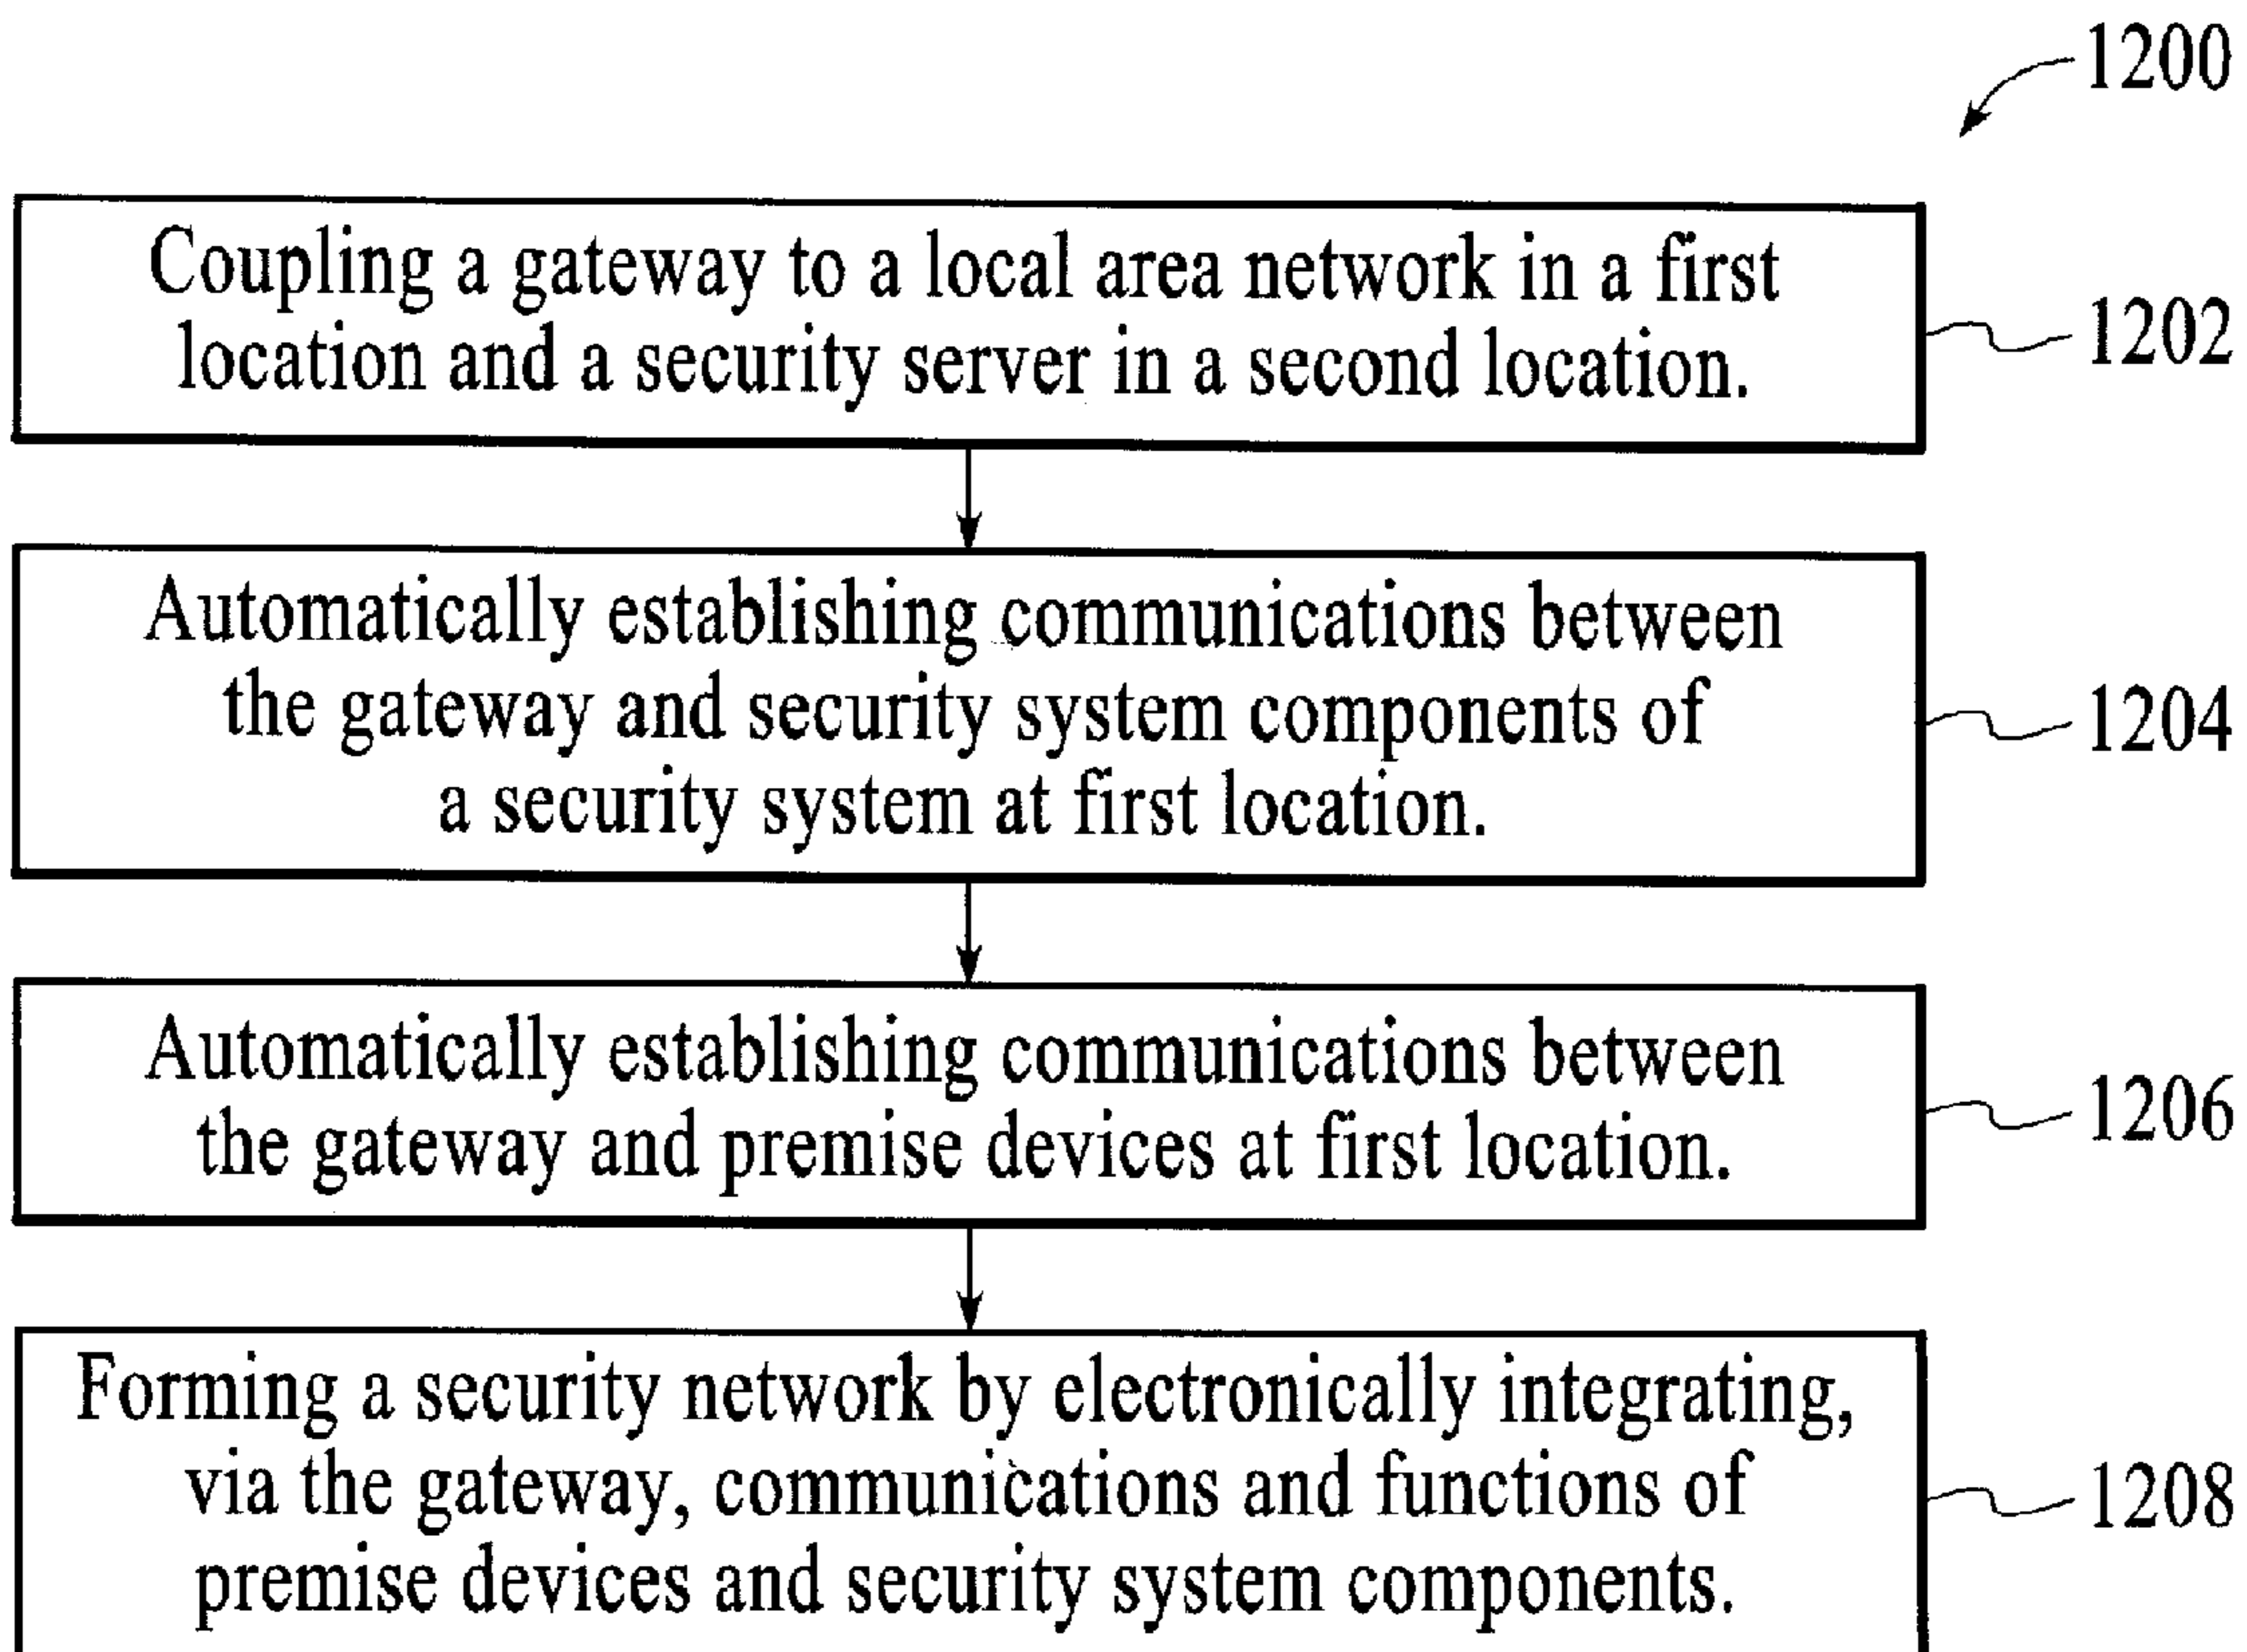 1200
Coupling a gateway to a local area network in a first
location and a security server in a second location.
1202
Automatically establishing communications between
the gateway and security system components of
a security system at first location.
1204
Automatically establishing communications between
the gateway and premise devices at first location.
1206
Forming a security network by electronically integrating,
via the gateway, communications and functions of
premise devices and security system components.
1208